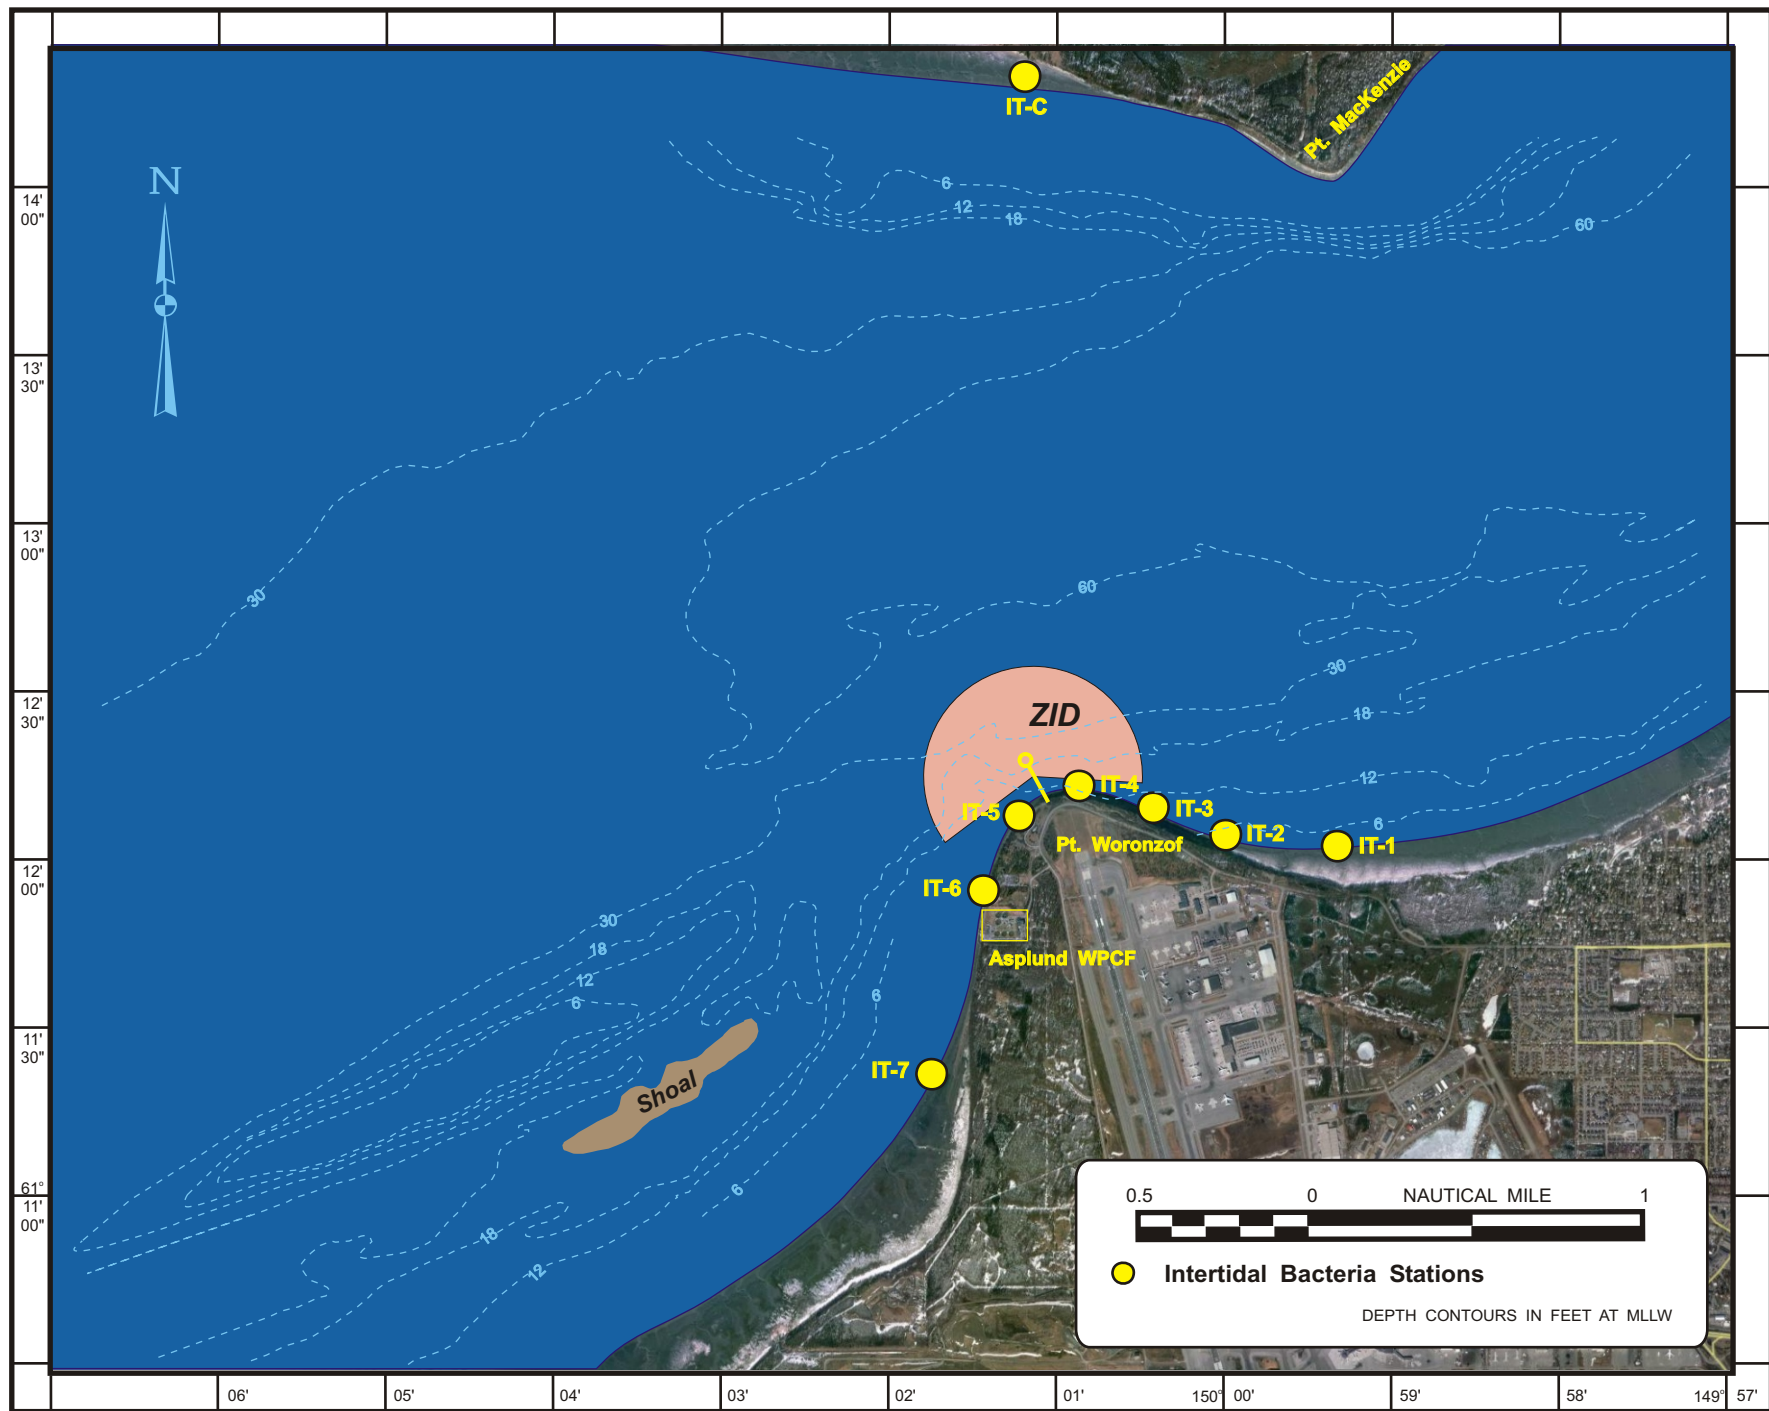 IT-C
Pt. MacKenzie
N
14'
00"
6
12
18
60
13'
30"
13'
00"
30
60
12'
30"
30
ZID
18
12
IT-4
IT-5
IT-3
6
IT-2
IT-1
Pt. Woronzof
12'
00"
IT-6
30
18
12
6
Asplund WPCF
6
11'
30"
IT-7
Shoal
61°
11'
00"
6
18
12
0.5 0 NAUTICAL MILE 1
Intertidal Bacteria Stations
DEPTH CONTOURS IN FEET AT MLLW
06' 05' 04' 03' 02' 01' 150° 00' 59' 58' 149° 57'